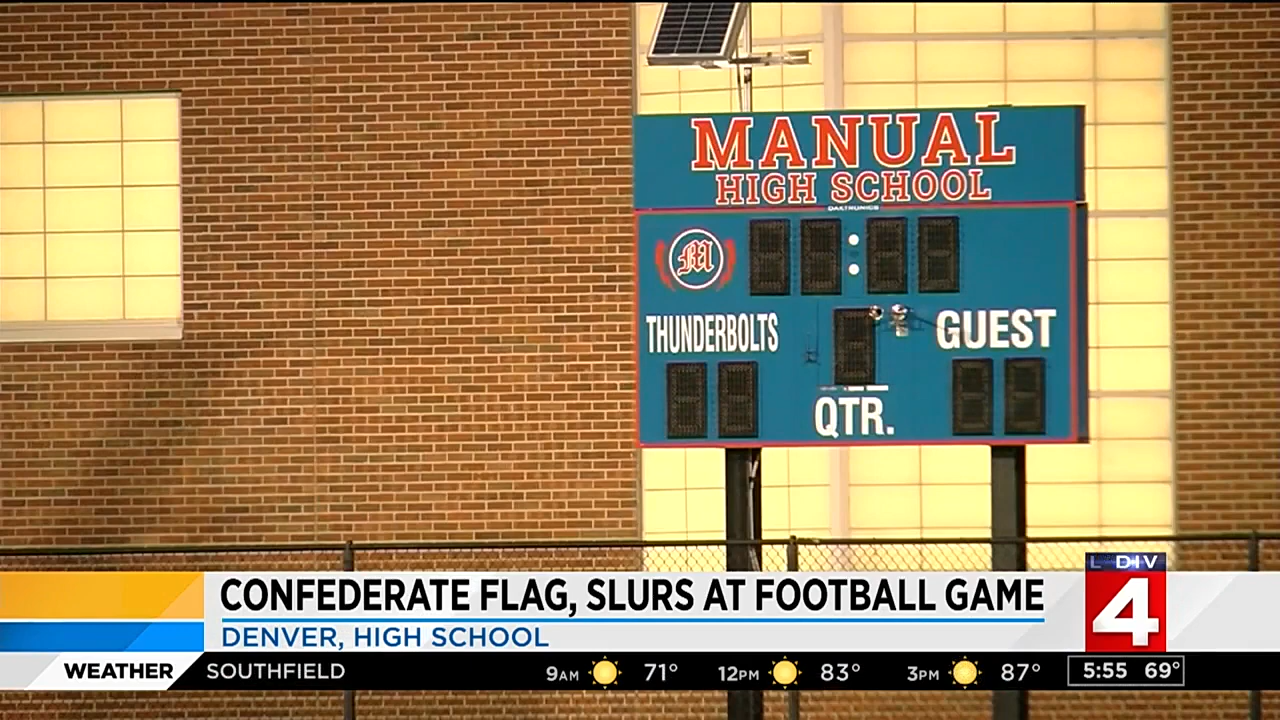 MANUAL
HIGH SCHOOL
DAKTRONICS
M
THUNDERBOLTS
GUEST
QTR.
CONFEDERATE FLAG, SLURS AT FOOTBALL GAME
DENVER, HIGH SCHOOL
4
WEATHER SOUTHFIELD 9AM 71° 12PM 83° 3PM 87° 5:55 69°